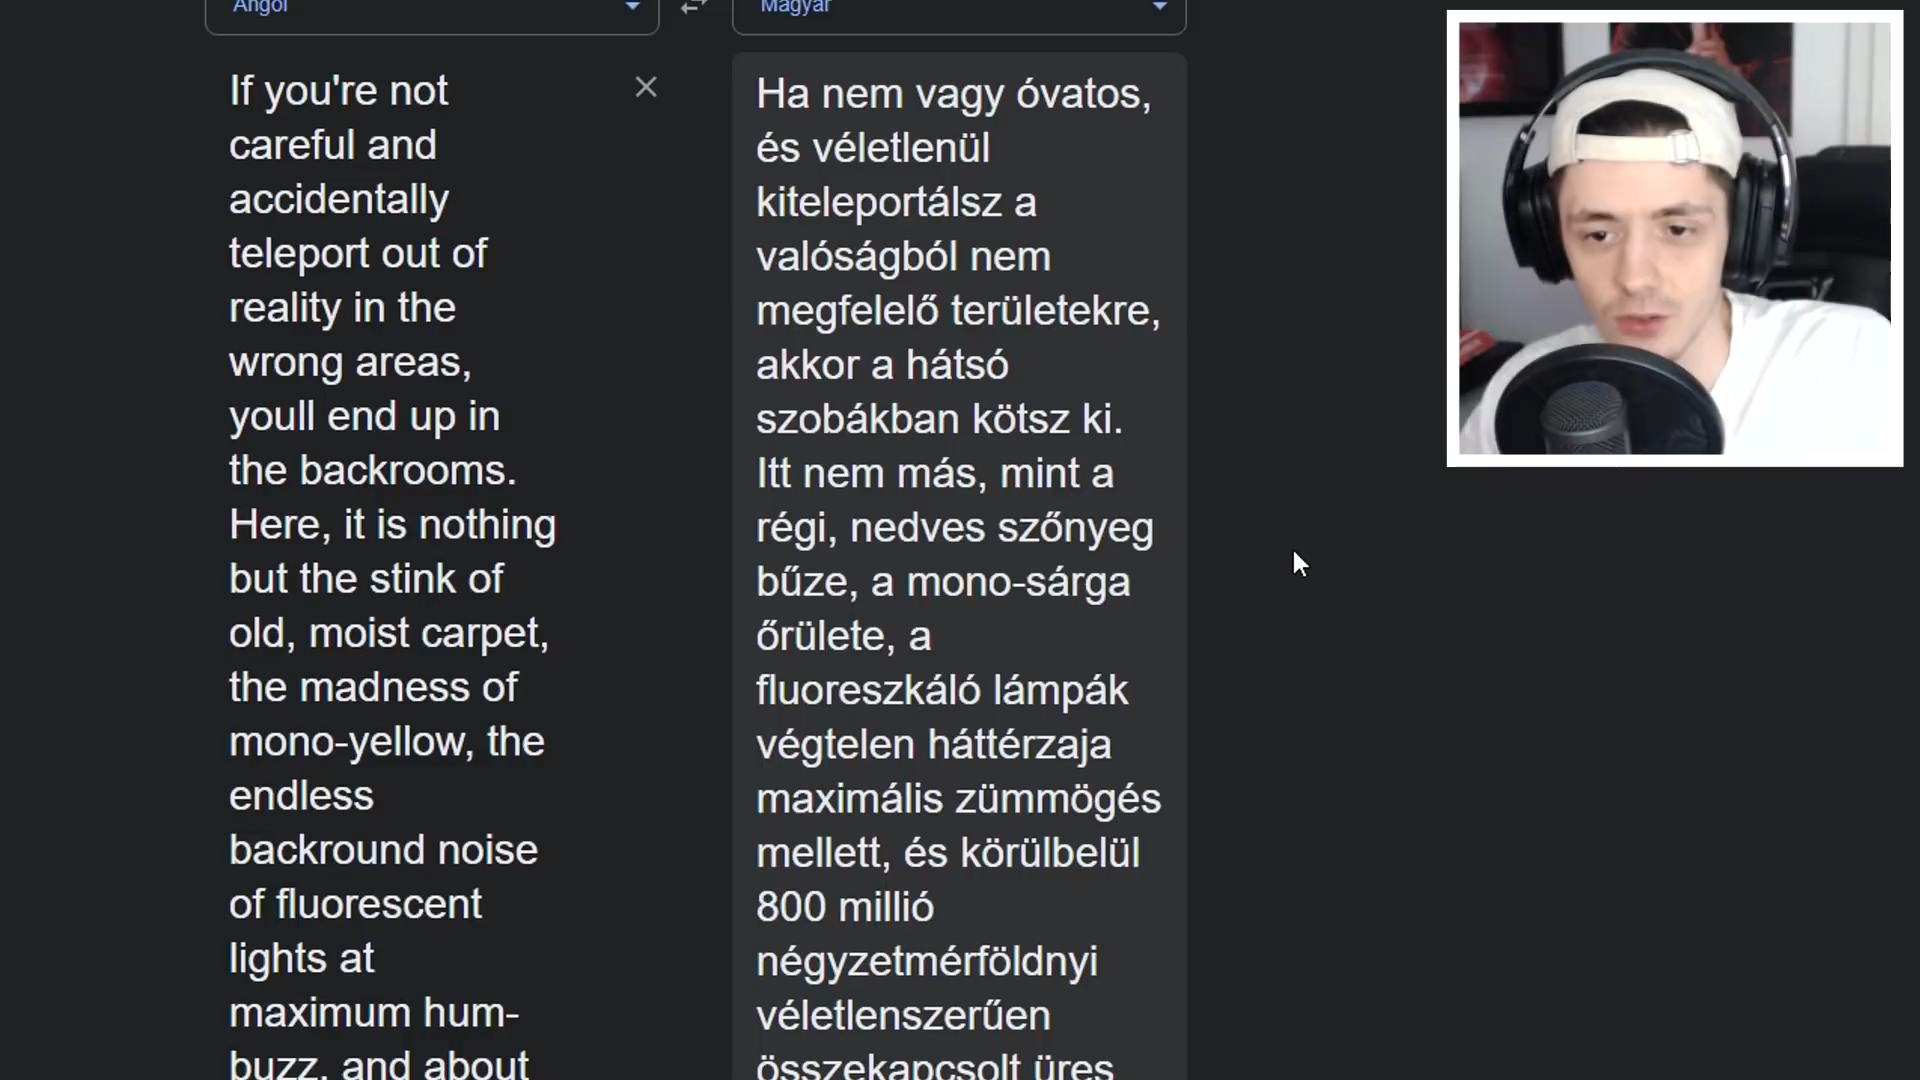 Angol
Magyar
If you're not
careful and
accidentally
teleport out of
reality in the
wrong areas,
youll end up in
the backrooms.
Here, it is nothing
but the stink of
old, moist carpet,
the madness of
mono-yellow, the
endless
backround noise
of fluorescent
lights at
maximum hum-
buzz, and about
Ha nem vagy óvatos,
és véletlenül
kiteleportálsz a
valóságból nem
megfelelő területekre,
akkor a hátsó
szobákban kötsz ki.
Itt nem más, mint a
régi, nedves szőnyeg
bűze, a mono-sárga
őrülete, a
fluoreszkáló lámpák
végtelen háttérzaja
maximális zümmögés
mellett, és körülbelül
800 millió
négyzetmérföldnyi
véletlenszerűen
összekapcsolt üres